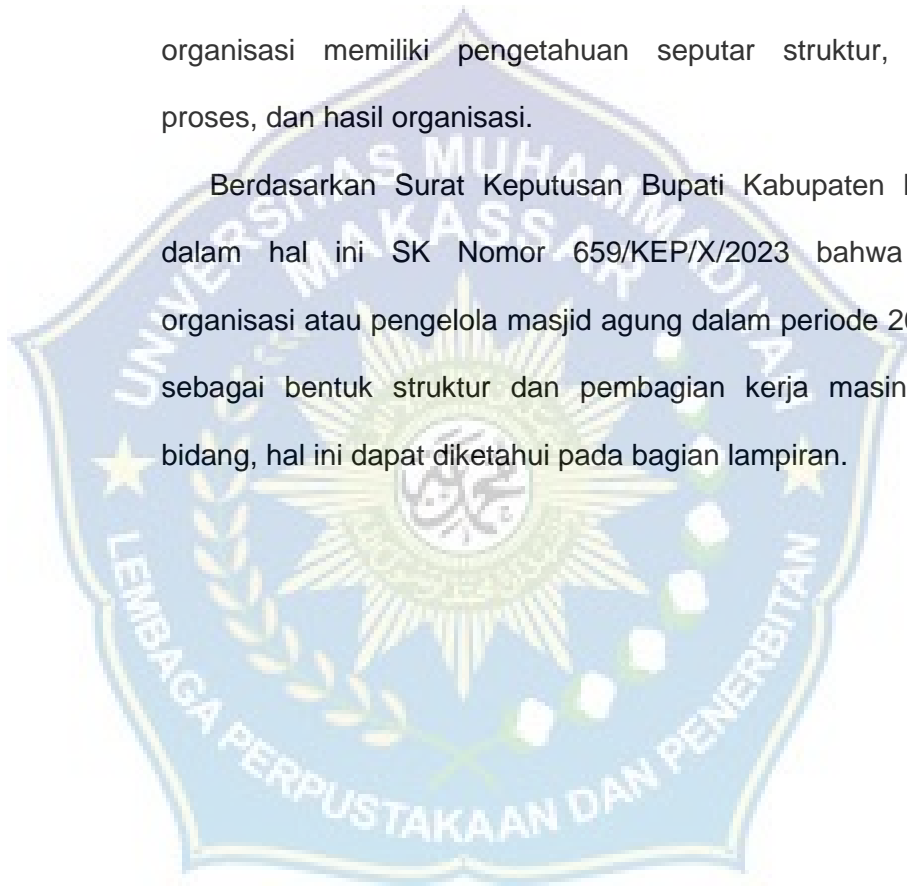 organisasi memiliki pengetahuan seputar struktur,
proses, dan hasil organisasi.
Berdasarkan Surat Keputusan Bupati Kabupaten
dalam hal ini SK Nomor 659/KEP/X/2023 bahwa
organisasi atau pengelola masjid agung dalam periode
sebagai bentuk struktur dan pembagian kerja
bidang, hal ini dapat diketahui pada bagian lampiran.
UNIVERSITAS MUHAMMADIYAH
MAKASSAR
LEMBAGA PERPUSTAKAAN DAN PENERBITAN